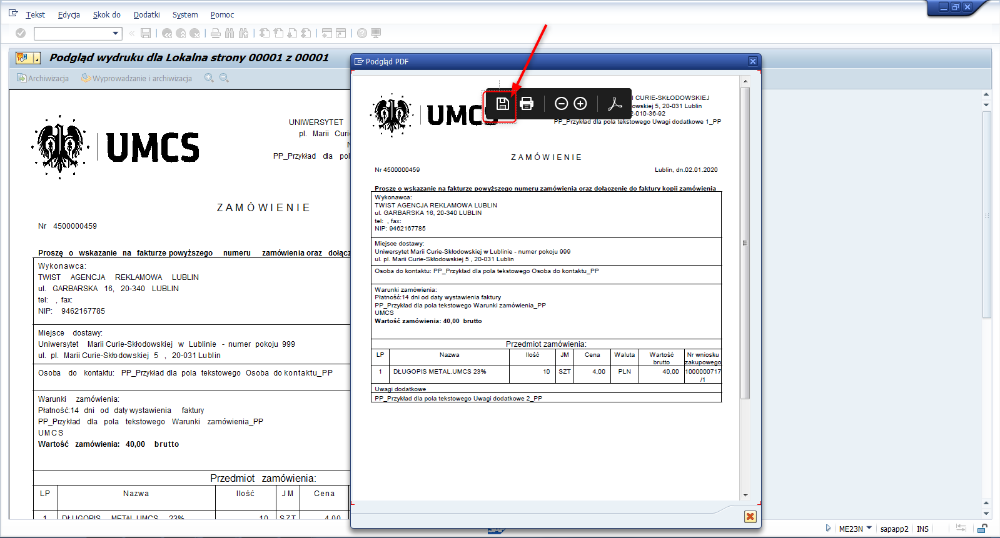 Tekst Edycja Skok do Dodatki System Pomoc
Podgląd wydruku dla Lokalna strony 00001 z 00001
Archiwizacja Wyprowadzanie i archiwizacja
UMCS
UNIWERSYTET
pl. Marii Curie
N
PP_Przykład dla pol
ZAMÓWIENIE
Nr 4500000459
Proszę o wskazanie na fakturze powyższego numeru zamówienia oraz dołącz
Wykonawca:
TWIST AGENCJA REKLAMOWA LUBLIN
ul. GARBARSKA 16, 20-340 LUBLIN
tel: , fax:
NIP: 9462167785
Miejsce dostawy:
Uniwersytet Marii Curie-Skłodowskiej w Lublinie - numer pokoju 999
ul. pl. Marii Curie-Skłodowskiej 5 , 20-031 Lublin
Osoba do kontaktu: PP_Przykład dla pola tekstowego Osoba do kontaktu_PP
Warunki zamówienia:
Płatność:14 dni od daty wystawienia faktury
PP_Przykład dla pola tekstowego Warunki zamówienia_PP
UMCS
Wartość zamówienia: 40,00 brutto
Przedmiot zamówienia:
LP Nazwa Ilość JM Cena
1 DŁUGOPIS METAL.UMCS 23% 10 SZT 4,00
Podgląd PDF
UMCS
I CURIE-SKŁODOWSKIEJ
owskiej 5, 20-031 Lublin
2-010-36-92
PP_Przykład dla pola tekstowego Uwagi dodatkowe 1_PP
ZAMÓWIENIE
Nr 4500000459 Lublin, dn.02.01.2020
Proszę o wskazanie na fakturze powyższego numeru zamówienia oraz dołączenie do faktury kopii zamówienia
Wykonawca:
TWIST AGENCJA REKLAMOWA LUBLIN
ul. GARBARSKA 16, 20-340 LUBLIN
tel: , fax:
NIP: 9462167785
Miejsce dostawy:
Uniwersytet Marii Curie-Skłodowskiej w Lublinie - numer pokoju 999
ul. pl. Marii Curie-Skłodowskiej 5 , 20-031 Lublin
Osoba do kontaktu: PP_Przykład dla pola tekstowego Osoba do kontaktu_PP
Warunki zamówienia:
Płatność:14 dni od daty wystawienia faktury
PP_Przykład dla pola tekstowego Warunki zamówienia_PP
UMCS
Wartość zamówienia: 40,00 brutto
Przedmiot zamówienia:
LP Nazwa Ilość JM Cena Waluta Wartość Nr wniosku
brutto zakupowego
1 DŁUGOPIS METAL.UMCS 23% 10 SZT 4,00 PLN 40,00 1000000717
/1
Uwagi dodatkowe
PP_Przykład dla pola tekstowego Uwagi dodatkowe 2_PP
SAP
ME23N sapapp2 INS